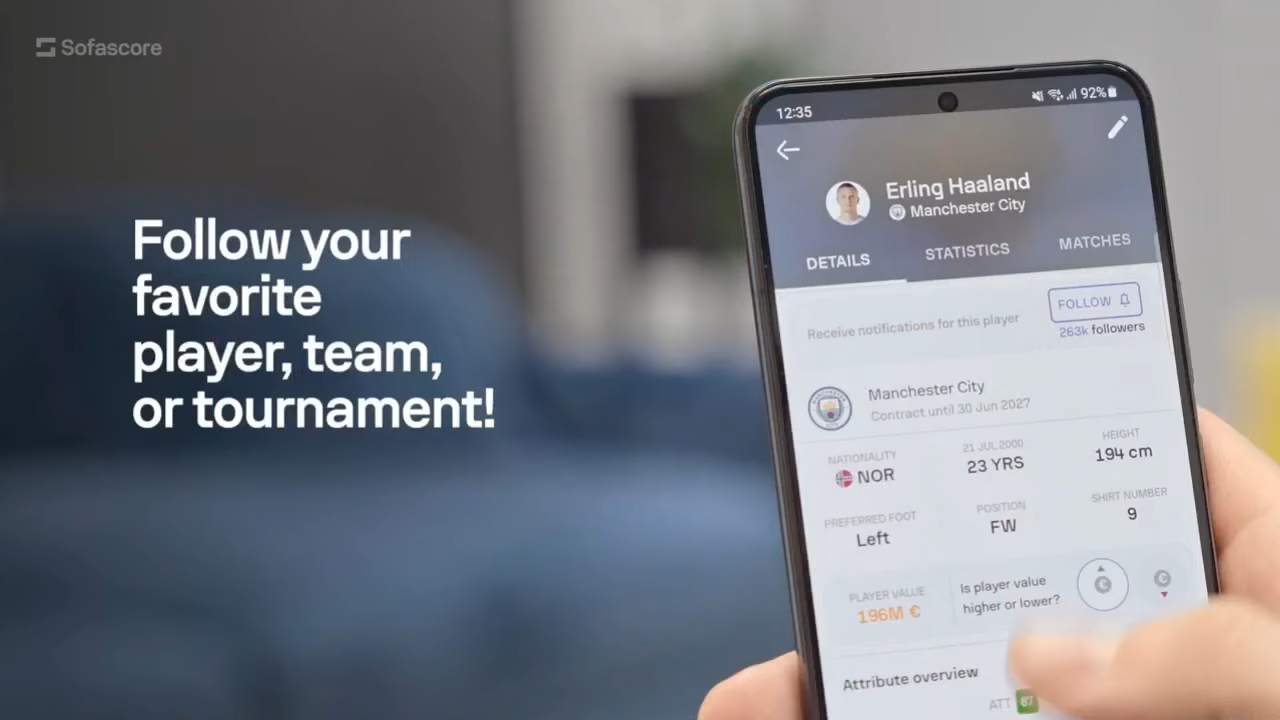 Sofascore
Follow your
favorite
player, team,
or tournament!
12:35
92%
Erling Haaland
Manchester City
DETAILS
STATISTICS
MATCHES
Receive notifications for this player
FOLLOW
263k followers
Manchester City
Contract until 30 Jun 2027
NATIONALITY
NOR
21 JUL 2000
23 YRS
HEIGHT
194 cm
PREFERRED FOOT
Left
POSITION
FW
SHIRT NUMBER
9
PLAYER VALUE
196M €
Is player value
higher or lower?
Attribute overview
ATT 87